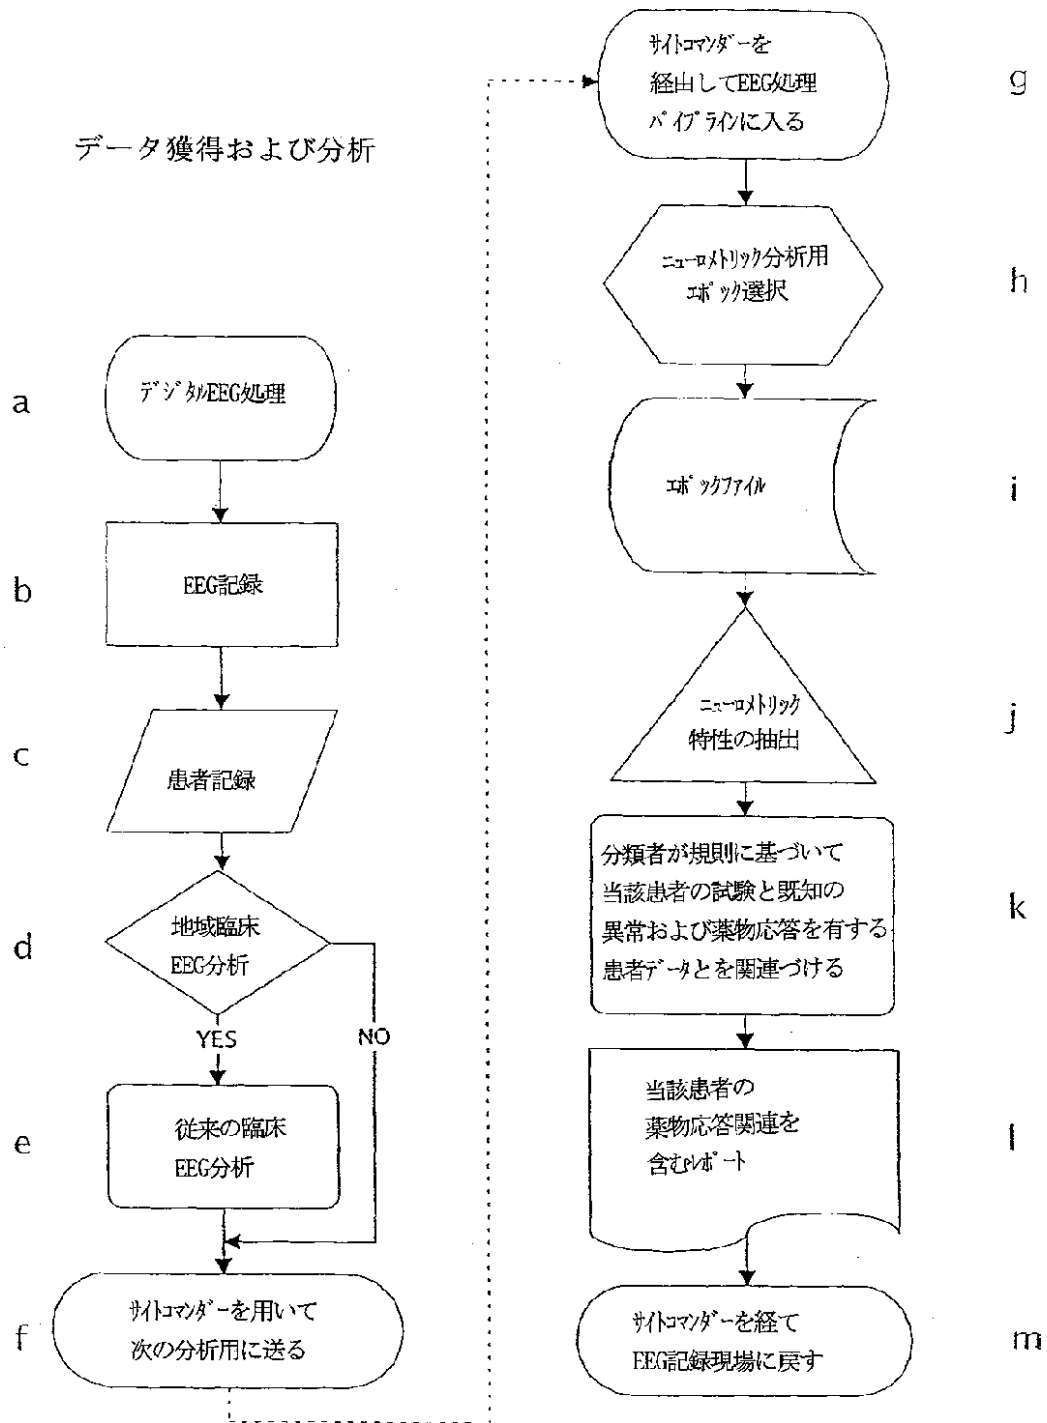 データ獲得および分析
a
デジタルEEG処理
b
EEG記録
c
患者記録
d
地域臨床
EEG分析
YES
NO
e
従来の臨床
EEG分析
f
サイトコマンダーを用いて
次の分析用に送る
サイトコマンダーを
経由してEEG処理
パイプラインに入る
g
ニューロメトリック分析用
エポック選択
h
エポックファイル
i
ニューロメトリック
特性の抽出
j
分類者が規則に基づいて
当該患者の試験と既知の
異常および薬物応答を有する
患者データとを関連づける
k
当該患者の
薬物応答関連を
含むレポート
l
サイトコマンダーを経て
EEG記録現場に戻す
m